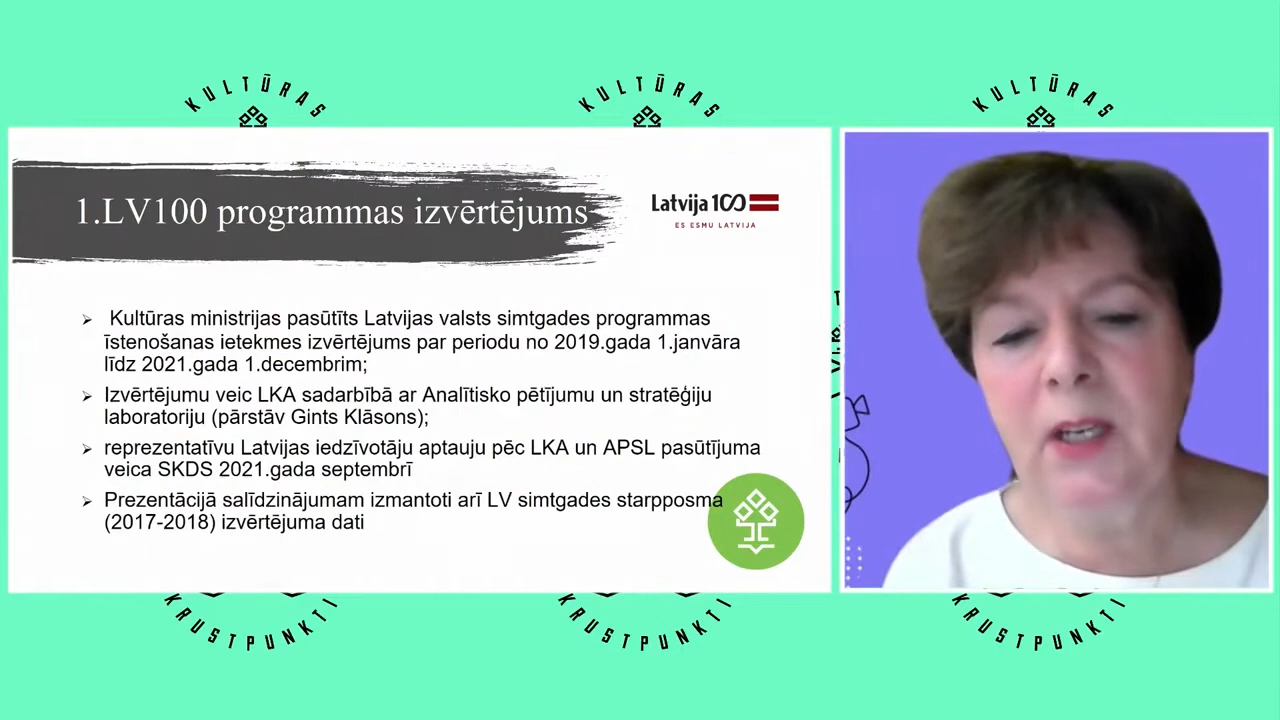 KULTŪRAS
KULTŪRAS
KULTŪRAS
1.LV100 programmas izvērtējums
Latvija 100
ES ESMU LATVIJA
Kultūras ministrijas pasūtīts Latvijas valsts simtgades programmas
īstenošanas ietekmes izvērtējums par periodu no 2019.gada 1.janvāra
līdz 2021.gada 1.decembrim;
Izvērtējumu veic LKA sadarbībā ar Analītisko pētījumu un stratēģiju
laboratoriju (pārstāv Gints Klāsons);
reprezentatīvu Latvijas iedzīvotāju aptauju pēc LKA un APSL pasūtījuma
veica SKDS 2021.gada septembrī
Prezentācijā salīdzinājumam izmantoti arī LV simtgades starpposma
(2017-2018) izvērtējuma dati
KRUSTPUNKTI
KRUSTPUNKTI
KRUSTPUNKTI